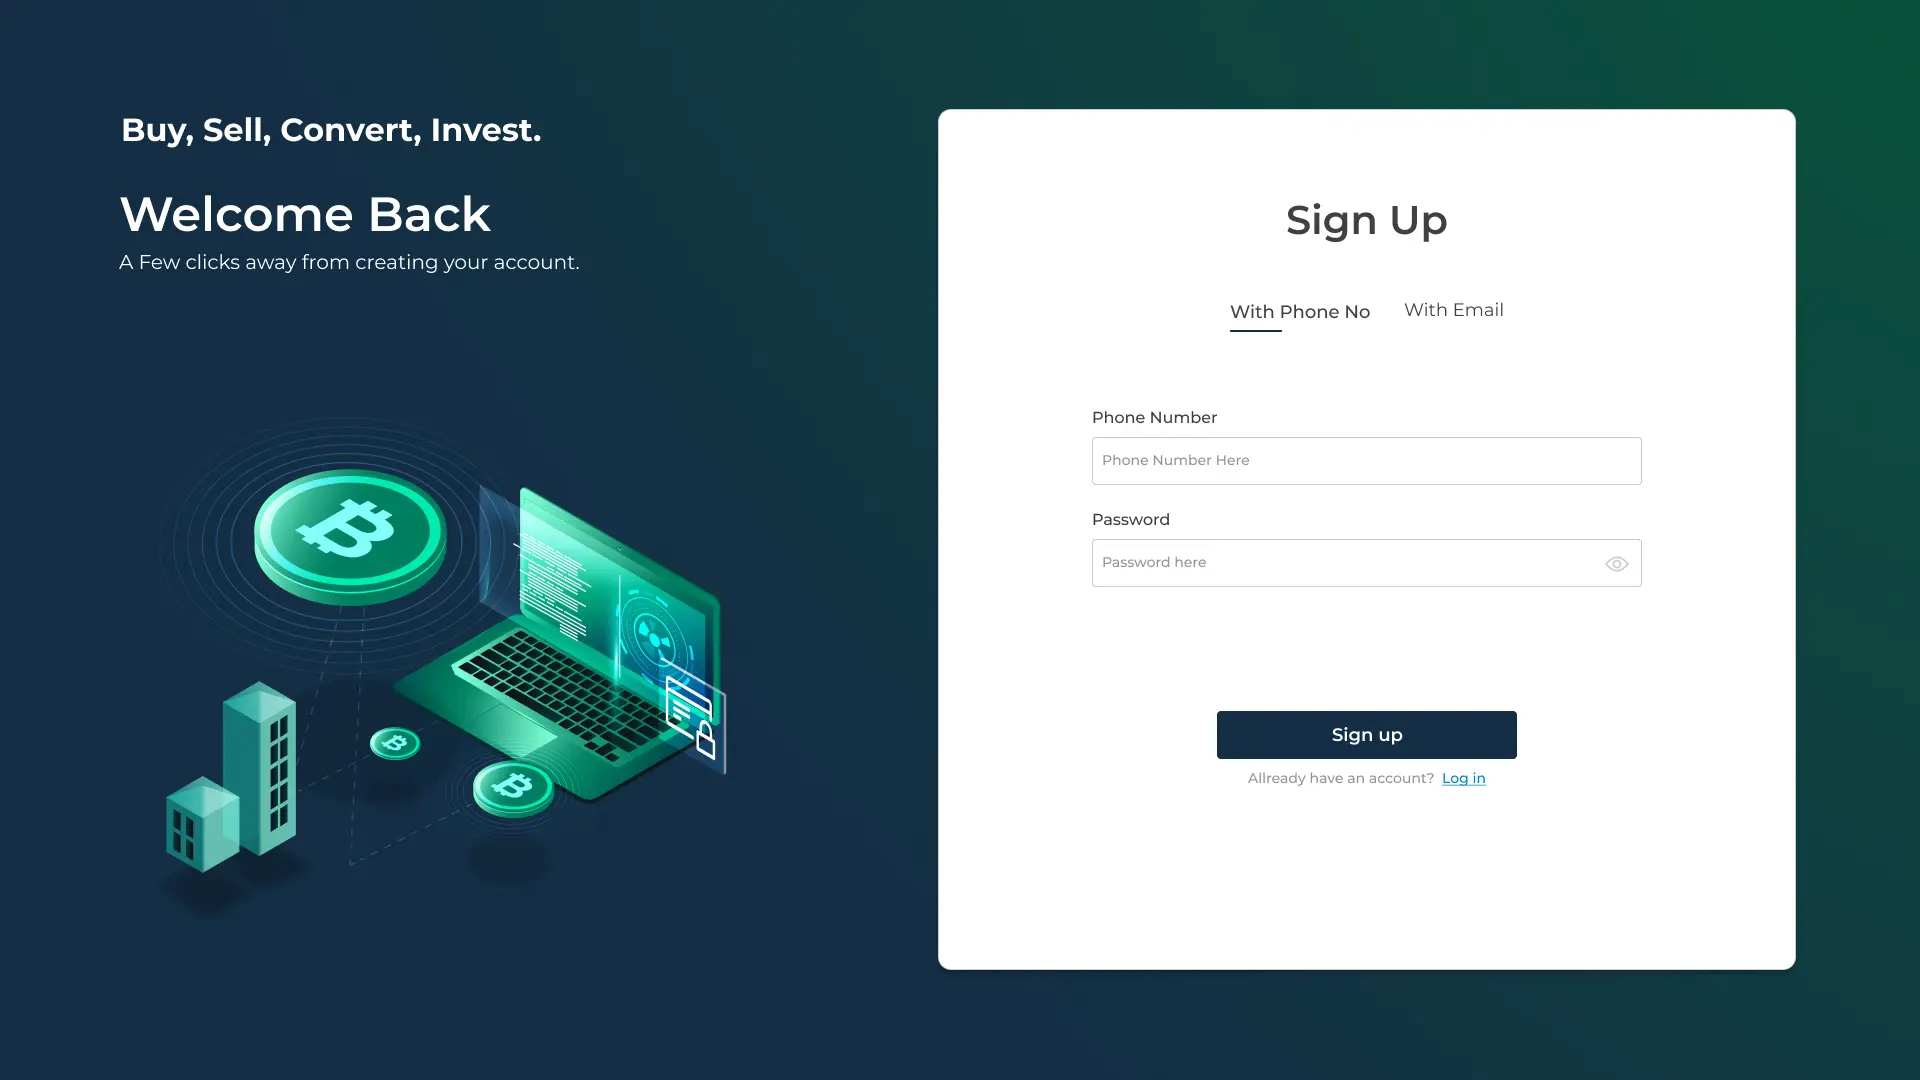 Buy, Sell, Convert, Invest.
Welcome Back
A Few clicks away from creating your account.
Sign Up
With Phone No
With Email
Phone Number
Phone Number Here
Password
Password here
Sign up
Allready have an account? Log in